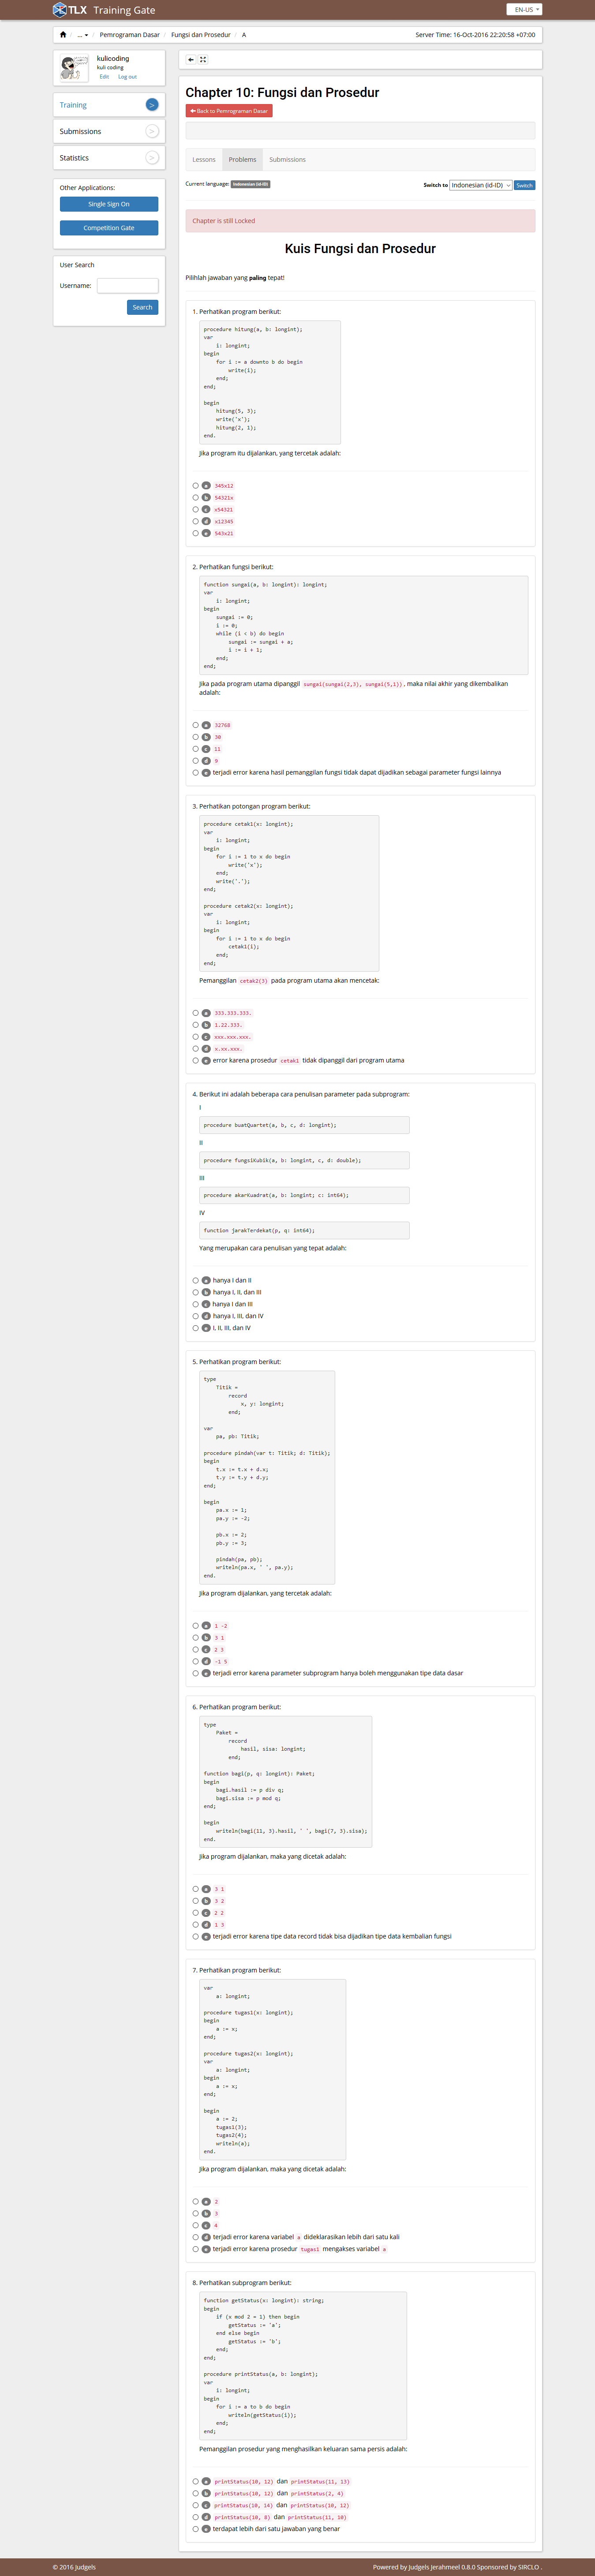 TLX Training Gate
EN-US
... Pemrograman Dasar / Fungsi dan Prosedur / A
Server Time: 16-Oct-2016 22:20:58 +07:00
kulicoding
kuli coding
Edit Log out
Training
Submissions
Statistics
Other Applications:
Single Sign On
Competition Gate
User Search
Username:
Search
Chapter 10: Fungsi dan Prosedur
Back to Pemrograman Dasar
Lessons Problems Submissions
Current language: Indonesian (id-ID)
Switch to Indonesian (id-ID) Switch
Chapter is still Locked
Kuis Fungsi dan Prosedur
Pilihlah jawaban yang paling tepat!
1. Perhatikan program berikut:
procedure hitung(a, b: longint);
var
i: longint;
begin
for i := a downto b do begin
write(i);
end;
end;
begin
hitung(5, 3);
write('x');
hitung(2, 1);
end.
Jika program itu dijalankan, yang tercetak adalah:
a 345x12
b 54321x
c x54321
d x12345
e 543x21
2. Perhatikan fungsi berikut:
function sungai(a, b: longint): longint;
var
i: longint;
begin
sungai := 0;
i := 0;
while (i < b) do begin
sungai := sungai + a;
i := i + 1;
end;
end;
Jika pada program utama dipanggil sungai(sungai(2,3), sungai(5,1)), maka nilai akhir yang dikembalikan
adalah:
a 32768
b 30
c 11
d 9
e terjadi error karena hasil pemanggilan fungsi tidak dapat dijadikan sebagai parameter fungsi lainnya
3. Perhatikan potongan program berikut:
procedure cetak1(x: longint);
var
i: longint;
begin
for i := 1 to x do begin
write('x');
end;
write('.');
end;
procedure cetak2(x: longint);
var
i: longint;
begin
for i := 1 to x do begin
cetak1(i);
end;
end;
Pemanggilan cetak2(3) pada program utama akan mencetak:
a 333.333.333.
b 1.22.333.
c xxx.xxx.xxx.
d x.xx.xxx.
e error karena prosedur cetak1 tidak dipanggil dari program utama
4. Berikut ini adalah beberapa cara penulisan parameter pada subprogram:
I
procedure buatQuartet(a, b, c, d: longint);
II
procedure fungsiKubik(a, b: longint, c, d: double);
III
procedure akarKuadrat(a, b: longint; c: int64);
IV
function jarakTerdekat(p, q: int64);
Yang merupakan cara penulisan yang tepat adalah:
a hanya I dan II
b hanya I, II, dan III
c hanya I dan III
d hanya I, III, dan IV
e I, II, III, dan IV
5. Perhatikan program berikut:
type
Titik =
record
x, y: longint;
end;
var
pa, pb: Titik;
procedure pindah(var t: Titik; d: Titik);
begin
t.x := t.x + d.x;
t.y := t.y + d.y;
end;
begin
pa.x := 1;
pa.y := -2;
pb.x := 2;
pb.y := 3;
pindah(pa, pb);
writeln(pa.x, ' ', pa.y);
end.
Jika program dijalankan, yang tercetak adalah:
a 1 -2
b 3 1
c 2 3
d -1 5
e terjadi error karena parameter subprogram hanya boleh menggunakan tipe data dasar
6. Perhatikan program berikut:
type
Paket =
record
hasil, sisa: longint;
end;
function bagi(p, q: longint): Paket;
begin
bagi.hasil := p div q;
bagi.sisa := p mod q;
end;
begin
writeln(bagi(11, 3).hasil, ' ', bagi(7, 3).sisa);
end.
Jika program dijalankan, maka yang dicetak adalah:
a 3 1
b 3 2
c 2 2
d 1 3
e terjadi error karena tipe data record tidak bisa dijadikan tipe data kembalian fungsi
7. Perhatikan program berikut:
var
a: longint;
procedure tugas1(x: longint);
begin
a := x;
end;
procedure tugas2(x: longint);
var
a: longint;
begin
a := x;
end;
begin
a := 2;
tugas1(3);
tugas2(4);
writeln(a);
end.
Jika program dijalankan, maka yang dicetak adalah:
a 2
b 3
c 4
d terjadi error karena variabel a dideklarasikan lebih dari satu kali
e terjadi error karena prosedur tugas1 mengakses variabel a
8. Perhatikan subprogram berikut:
function getStatus(x: longint): string;
begin
if (x mod 2 = 1) then begin
getStatus := 'a';
end else begin
getStatus := 'b';
end;
end;
procedure printStatus(a, b: longint);
var
i: longint;
begin
for i := a to b do begin
writeln(getStatus(i));
end;
end;
Pemanggilan prosedur yang menghasilkan keluaran sama persis adalah:
a printStatus(10, 12) dan printStatus(11, 13)
b printStatus(10, 12) dan printStatus(2, 4)
c printStatus(10, 14) dan printStatus(10, 12)
d printStatus(10, 8) dan printStatus(11, 10)
e terdapat lebih dari satu jawaban yang benar
© 2016 Judgels
Powered by Judgels Jerahmeel 0.8.0 Sponsored by SIRCLO .